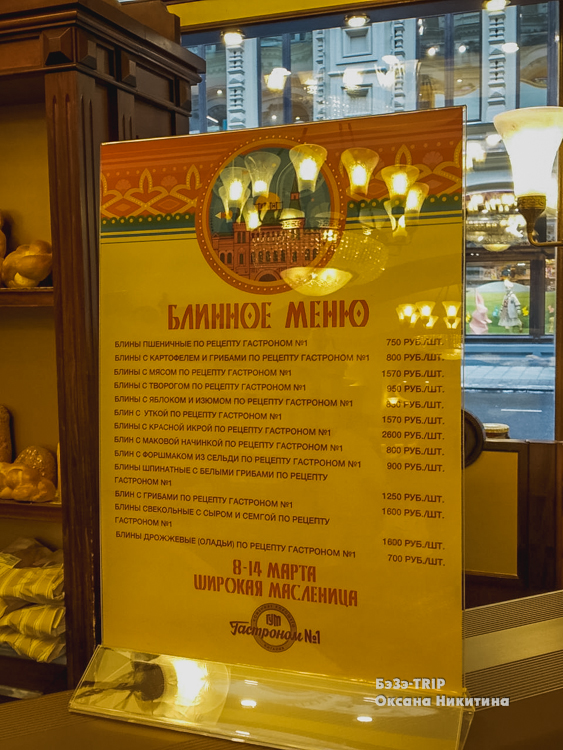 БЛИННОЕ МЕНЮ
БЛИНЫ ПШЕНИЧНЫЕ ПО РЕЦЕПТУ ГАСТРОНОМ №1 750 РУБ./ШТ.
БЛИНЫ С КАРТОФЕЛЕМ И ГРИБАМИ ПО РЕЦЕПТУ ГАСТРОНОМ №1 800 РУБ./ШТ.
БЛИНЫ С МЯСОМ ПО РЕЦЕПТУ ГАСТРОНОМ №1 1570 РУБ./ШТ.
БЛИНЫ С ТВОРОГОМ ПО РЕЦЕПТУ ГАСТРОНОМ №1 950 РУБ./ШТ.
БЛИНЫ С ЯБЛОКОМ И ИЗЮМОМ ПО РЕЦЕПТУ ГАСТРОНОМ №1 РУБ./ШТ.
БЛИН С УТКОЙ ПО РЕЦЕПТУ ГАСТРОНОМ №1 1570 РУБ./ШТ.
БЛИНЫ С КРАСНОЙ ИКРОЙ ПО РЕЦЕПТУ ГАСТРОНОМ №1 2600 РУБ./ШТ.
БЛИН С МАКОВОЙ НАЧИНКОЙ ПО РЕЦЕПТУ ГАСТРОНОМ №1 800 РУБ./ШТ.
БЛИН С ФОРШМАКОМ ИЗ СЕЛЬДИ ПО РЕЦЕПТУ ГАСТРОНОМ №1 900 РУБ./ШТ.
БЛИНЫ ШПИНАТНЫЕ С БЕЛЫМИ ГРИБАМИ ПО РЕЦЕПТУ
ГАСТРОНОМ №1 1250 РУБ./ШТ.
БЛИН С ГРИБАМИ ПО РЕЦЕПТУ ГАСТРОНОМ №1 1600 РУБ./ШТ.
БЛИНЫ СВЕКОЛЬНЫЕ С СЫРОМ И СЕМГОЙ ПО РЕЦЕПТУ
ГАСТРОНОМ №1 1600 РУБ./ШТ.
БЛИНЫ ДРОЖЖЕВЫЕ (ОЛАДЬИ) ПО РЕЦЕПТУ ГАСТРОНОМ №1 700 РУБ./ШТ.
8-14 МАРТА
ШИРОКАЯ МАСЛЕНИЦА
ГУМ
Гастроном №1
БэЗэ-TRIP
Оксана Никитина